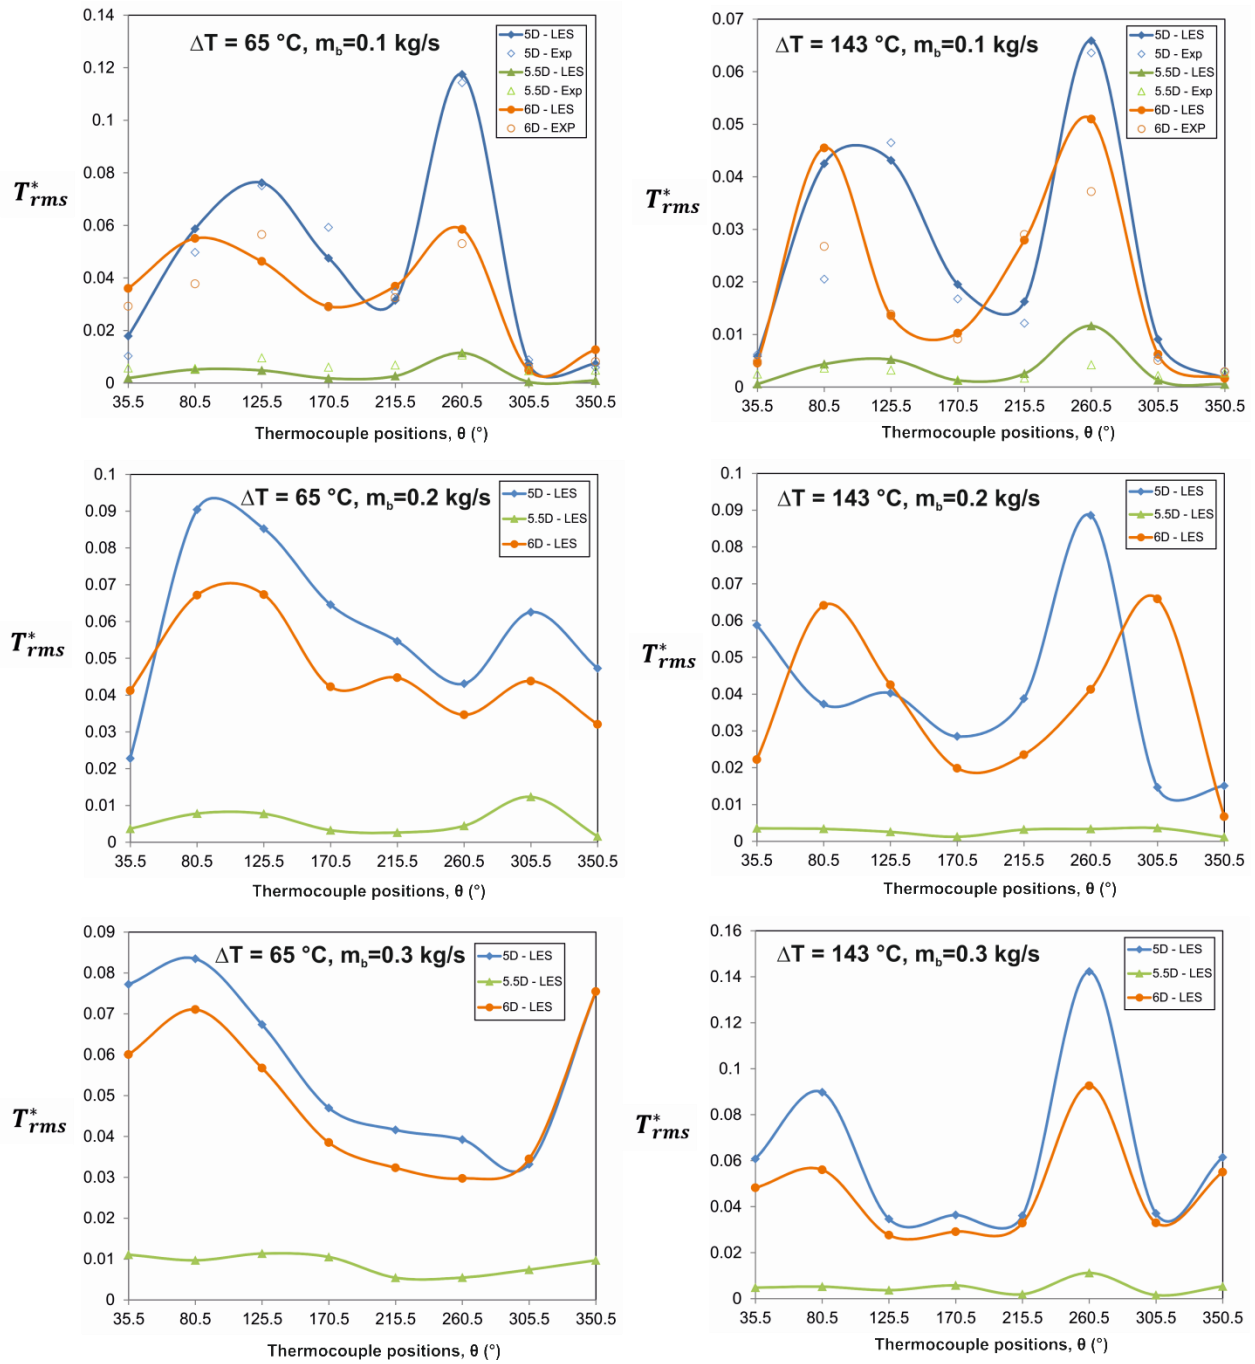 ΔT = 65 °C, m_b=0.1 kg/s
T*rms
0.14
0.12
0.1
0.08
0.06
0.04
0.02
0
5D - LES
5D - Exp
5.5D - LES
5.5D - Exp
6D - LES
6D - EXP
35.5 80.5 125.5 170.5 215.5 260.5 305.5 350.5
Thermocouple positions, θ (°)
ΔT = 143 °C, m_b=0.1 kg/s
T*rms
0.07
0.06
0.05
0.04
0.03
0.02
0.01
0
5D - LES
5D - Exp
5.5D - LES
5.5D - Exp
6D - LES
6D - EXP
35.5 80.5 125.5 170.5 215.5 260.5 305.5 350.5
Thermocouple positions, θ (°)
ΔT = 65 °C, m_b=0.2 kg/s
T*rms
0.1
0.09
0.08
0.07
0.06
0.05
0.04
0.03
0.02
0.01
0
5D - LES
5.5D - LES
6D - LES
35.5 80.5 125.5 170.5 215.5 260.5 305.5 350.5
Thermocouple positions, θ (°)
ΔT = 143 °C, m_b=0.2 kg/s
T*rms
0.1
0.09
0.08
0.07
0.06
0.05
0.04
0.03
0.02
0.01
0
5D - LES
5.5D - LES
6D - LES
35.5 80.5 125.5 170.5 215.5 260.5 305.5 350.5
Thermocouple positions, θ (°)
ΔT = 65 °C, m_b=0.3 kg/s
T*rms
0.09
0.08
0.07
0.06
0.05
0.04
0.03
0.02
0.01
0
5D - LES
5.5D - LES
6D - LES
35.5 80.5 125.5 170.5 215.5 260.5 305.5 350.5
Thermocouple positions, θ (°)
ΔT = 143 °C, m_b=0.3 kg/s
T*rms
0.16
0.14
0.12
0.1
0.08
0.06
0.04
0.02
0
5D - LES
5.5D - LES
6D - LES
35.5 80.5 125.5 170.5 215.5 260.5 305.5 350.5
Thermocouple positions, θ (°)